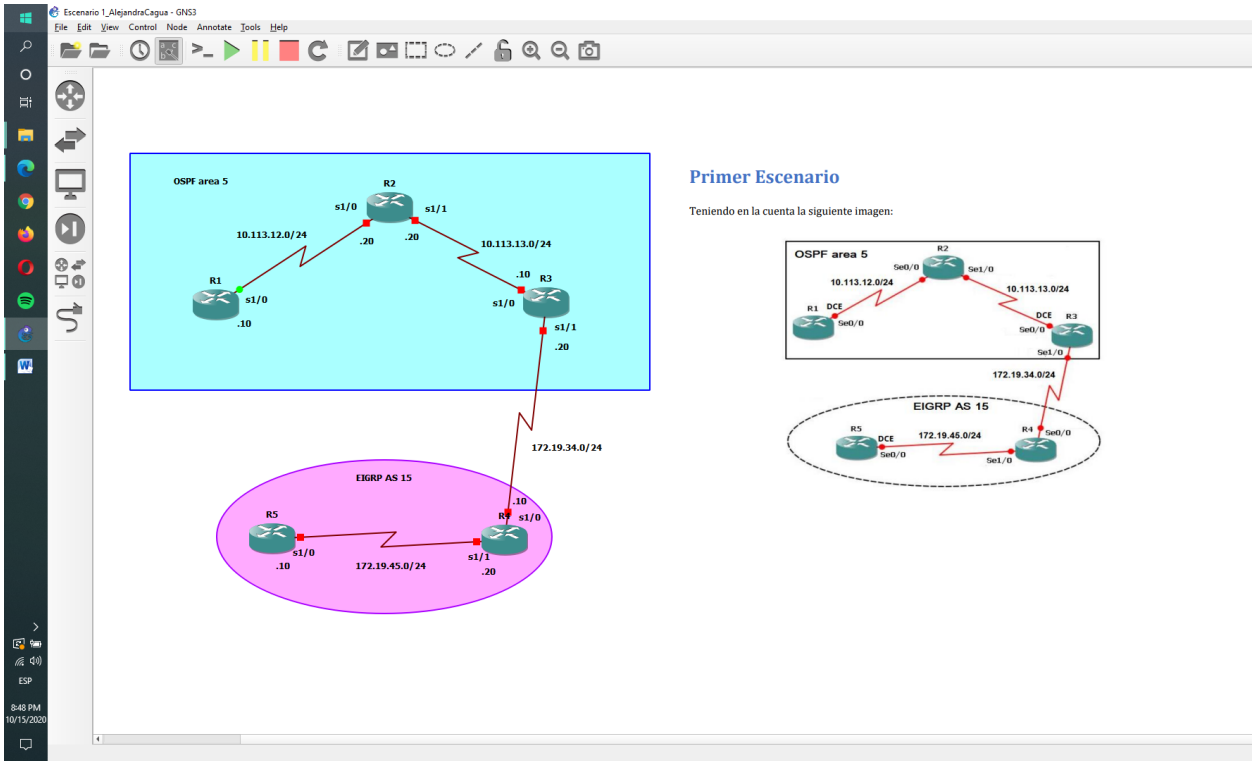 Escenario 1_AlejandraCagua - GNS3
File Edit View Control Node Annotate Tools Help
OSPF area 5
R2
s1/0
s1/1
10.113.12.0/24
.20
.20
10.113.13.0/24
R1
s1/0
.10
.10
R3
s1/0
s1/1
.20
172.19.34.0/24
EIGRP AS 15
.10
R5
R4
s1/0
s1/0
s1/1
.10
172.19.45.0/24
.20
Primer Escenario
Teniendo en la cuenta la siguiente imagen:
OSPF area 5
R2
Se0/0
Se1/0
10.113.12.0/24
10.113.13.0/24
R1
DCE
Se0/0
DCE
R3
Se0/0
Se1/0
172.19.34.0/24
EIGRP AS 15
R5
DCE
172.19.45.0/24
R4
Se0/0
Se0/0
Se1/0
ESP
8:48 PM
10/15/2020